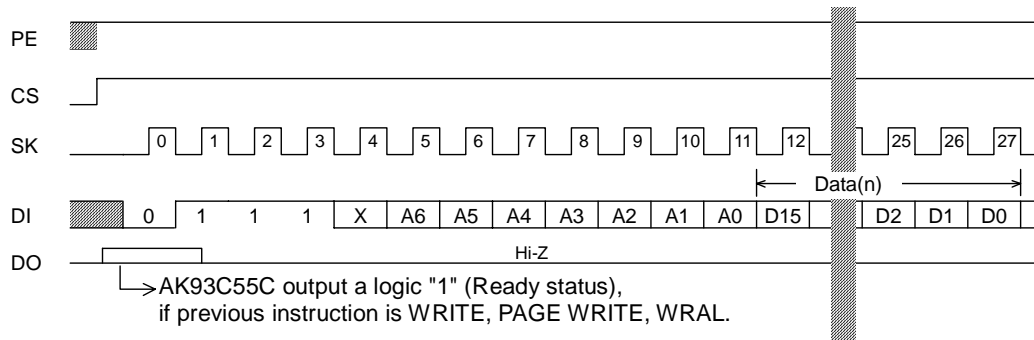 PE
CS
SK 0 1 2 3 4 5 6 7 8 9 10 11 12 25 26 27
Data(n)
DI 0 1 1 1 X A6 A5 A4 A3 A2 A1 A0 D15 D2 D1 D0
DO Hi-Z
AK93C55C output a logic "1" (Ready status),
if previous instruction is WRITE, PAGE WRITE, WRAL.